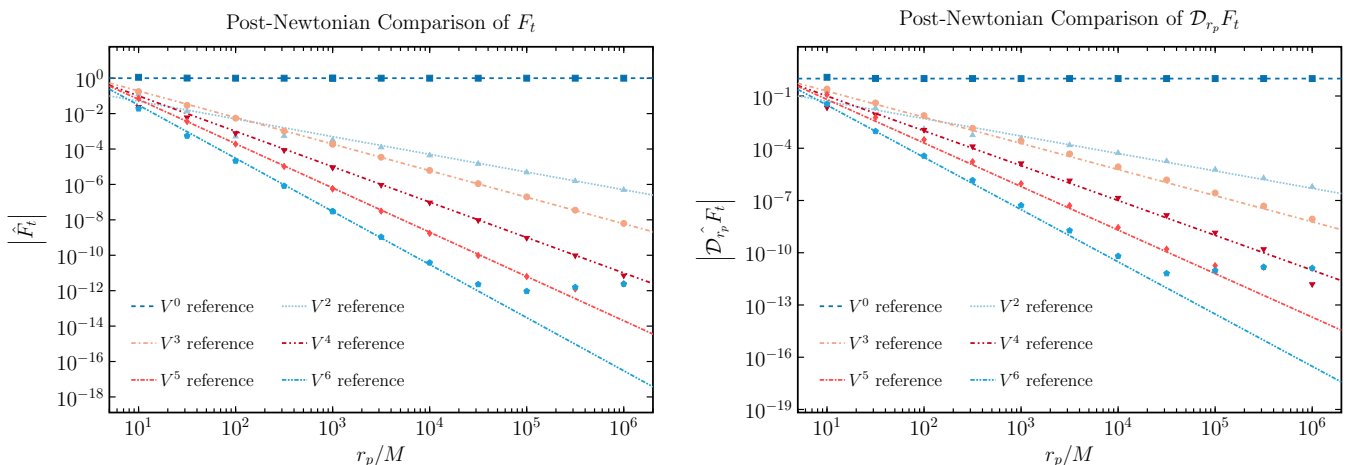 Post-Newtonian Comparison of $F_t$
$|\hat{F}_t|$
$10^0$
$10^{-2}$
$10^{-4}$
$10^{-6}$
$10^{-8}$
$10^{-10}$
$10^{-12}$
$10^{-14}$
$10^{-16}$
$10^{-18}$
$V^0$ reference $V^2$ reference
$V^3$ reference $V^4$ reference
$V^5$ reference $V^6$ reference
$10^1$ $10^2$ $10^3$ $10^4$ $10^5$ $10^6$
$r_p/M$
Post-Newtonian Comparison of $\mathcal{D}_{r_p} F_t$
$|\hat{\mathcal{D}_{r_p} F_t}|$
$10^{-1}$
$10^{-4}$
$10^{-7}$
$10^{-10}$
$10^{-13}$
$10^{-16}$
$10^{-19}$
$V^0$ reference $V^2$ reference
$V^3$ reference $V^4$ reference
$V^5$ reference $V^6$ reference
$10^1$ $10^2$ $10^3$ $10^4$ $10^5$ $10^6$
$r_p/M$